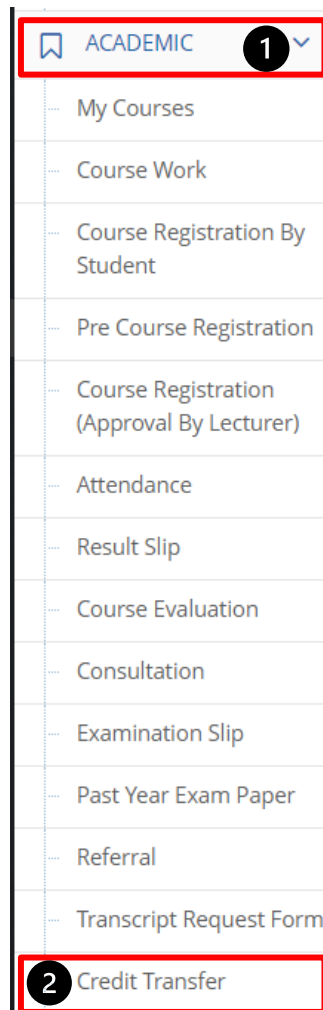 ACADEMIC 1
My Courses
Course Work
Course Registration By
Student
Pre Course Registration
Course Registration
(Approval By Lecturer)
Attendance
Result Slip
Course Evaluation
Consultation
Examination Slip
Past Year Exam Paper
Referral
Transcript Request Form
2 Credit Transfer